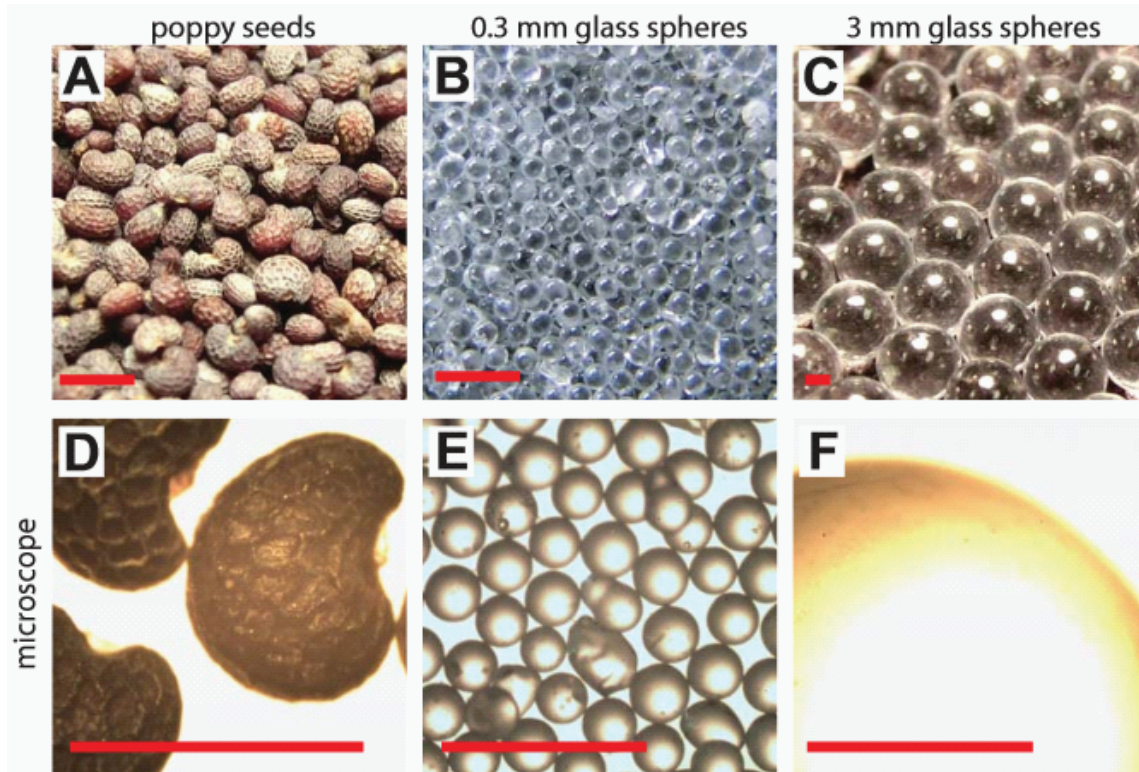 poppy seeds
0.3 mm glass spheres
3 mm glass spheres
A
B
C
microscope
D
E
F